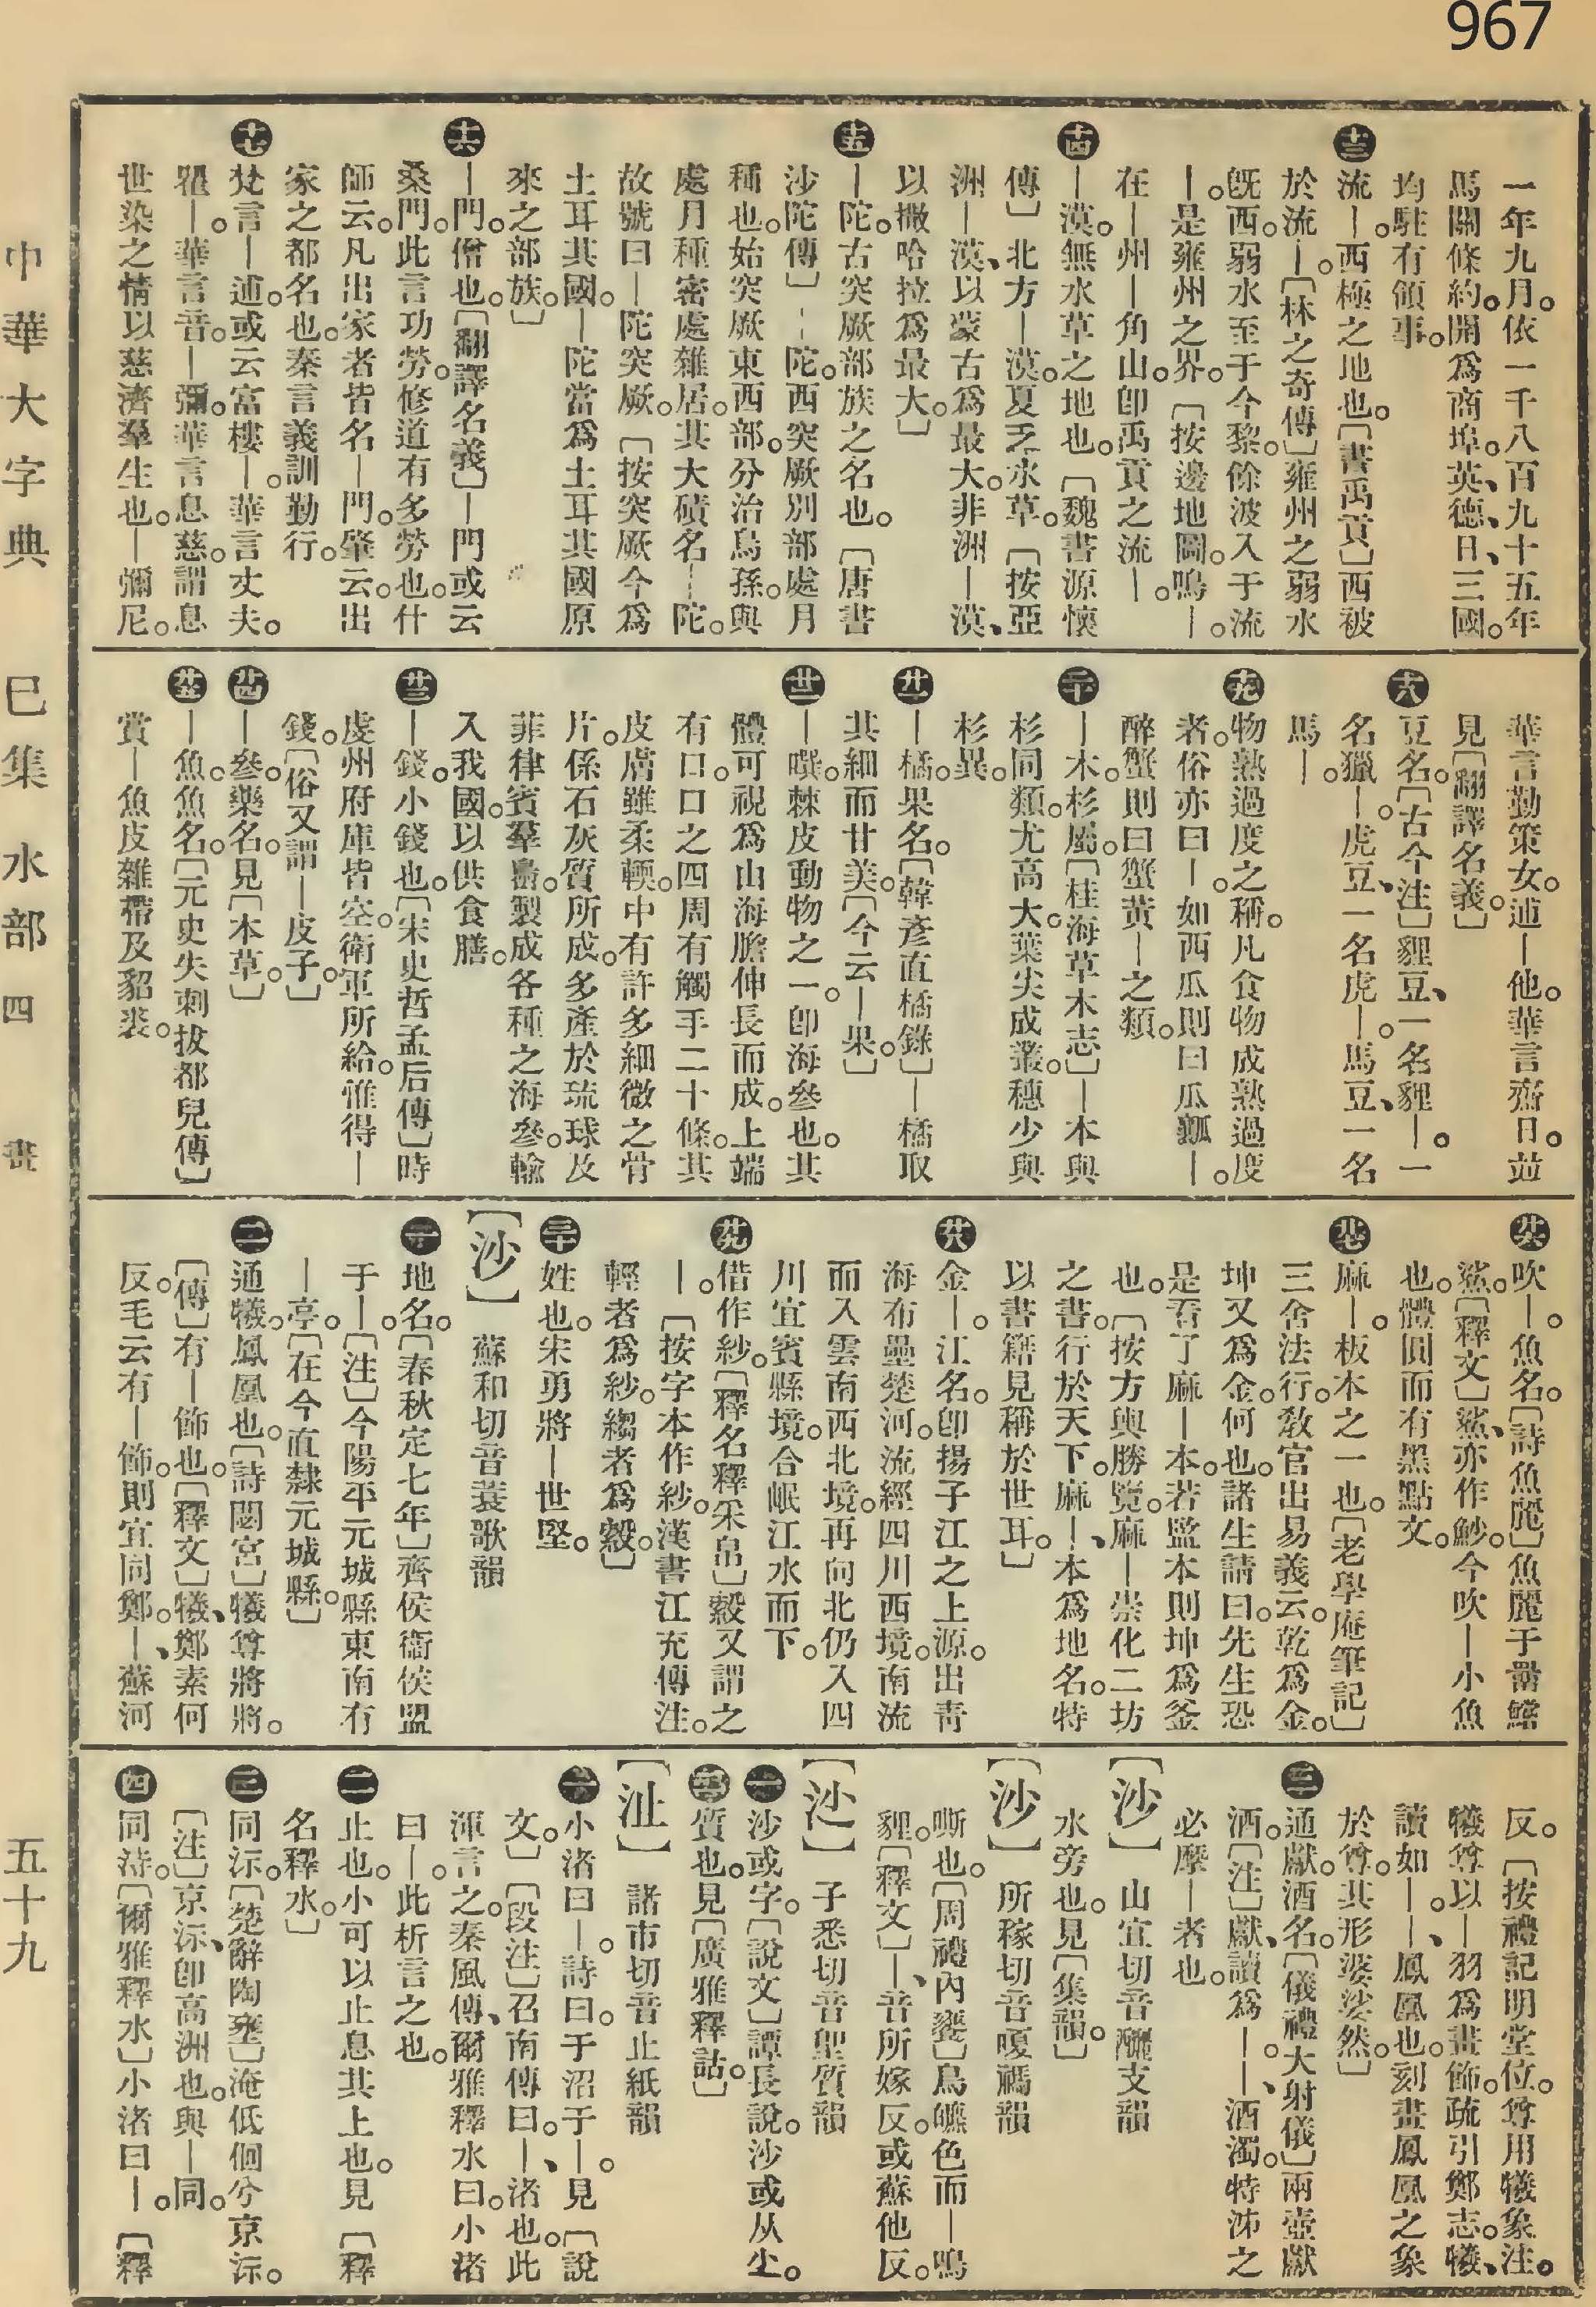 967
一年九月。依一千八百九十五年
馬關條約。開爲商埠。英、德、日、三國。
均駐有領事。
十三 流—。西極之地也。〔書禹貢〕西被
於流—。〔林之奇傳〕雍州之弱水
旣西。弱水至于今黎。餘波入于流
—。是雍州之界。〔按邊地圖。鳴—。
在—州—角山。卽禹貢之流—。
十四 —漠。無水草之地也。〔魏書源懷
傳〕北方—漠。夏乏水草。〔按亞
洲—漠、以蒙古爲最大。非洲—漠、
以撒哈拉爲最大。〕
十五 —陀。古突厥部族之名也。〔唐書
沙陀傳〕—陀。西突厥別部處月
種也。始突厥東西部。分治烏孫。與
處月種密處雜居。其大磧名—陀。
故號曰—陀突厥。〔按突厥今爲
土耳其國。—陀當爲土耳其國原
來之部族。〕
十六 —門。僧也。〔翻譯名義〕—門或云
桑門。此言功勞。修道有多勞也。什
師云。凡出家者皆名—門。肇云。出
家之都名也。秦言義訓勤行。
十七 梵言—逋。或云富樓—。華言丈夫。
瞿—。華言音。—彌。華言息慈。謂息
世染之情以慈濟羣生也。—彌尼。
華言勤策女。逋—他。華言齋日。竝
見〔翻譯名義。〕
十八 豆名。〔古今注〕貍豆、一名貍—。一
名獵—。虎豆、一名虎—。馬豆、一名
馬—。
十九 物熟過度之稱。凡食物成熟過度
者。俗亦曰—。如西瓜則曰瓜瓤—。
醉蟹則曰蟹黃—之類。
二十 —木。杉屬。〔桂海草木志〕—本與
杉同類。尤高大。葉尖成叢。穗少與
杉異。
廿一 —橘。果名。〔韓彥直橘錄〕—橘取
其細而甘美。〔今云—果。〕
廿二 —噀。棘皮動物之一。卽海參也。其
體可視爲山海膽伸長而成。上端
有口。口之四周有觸手二十條。其
皮膚雖柔輭。中有許多細微之骨
片。係石灰質所成。多產於琉球及
菲律賓羣島。製成各種之海參。輸
入我國。以供食膳。
廿三 —錢。小錢也。〔宋史哲孟后傳〕時
虔州府庫皆空。衛軍所給。惟得—
錢。〔俗又謂—皮子。〕
廿四 —參。藥名。見〔本草。〕
廿五 —魚。魚名。〔元史失刺拔都兒傳〕
賞—魚皮雜帶及貂裘。
廿六 吹—。魚名。〔詩魚麗〕魚麗于罶鱨
鯊。〔釋文〕鯊、亦作魦。今吹—小魚
也。體圓而有黑點文。
廿七 麻—。板本之一也。〔老學庵筆記〕
三舍法行。敎官出易義云。乾爲金。
坤又爲金。何也。諸生請曰。先生恐
是看了麻—本。若監本則坤爲釜
也。〔按方輿勝覽。麻—崇化二坊
之書。行於天下。麻—、本爲地名。特
以書籍見稱於世耳。〕
廿八 金—。江名。卽揚子江之上源。出靑
海布壘楚河。流經四川西境。南流
而入雲南西北境。再向北仍入四
川宜賓縣境。合岷江水而下。
廿九 借作紗。〔釋名釋采帛〕縠又謂之
—。〔按字本作紗。漢書江充傳注。
輕者爲紗。縐者爲縠。〕
三十 姓也。宋勇將—世堅。
〔沙〕 蘇和切音蓑歌韻
一 地名。〔春秋定七年〕齊侯衞侯盟
于—。〔注〕今陽平元城縣東南有
—亭。〔在今直隸元城縣。〕
二 通犧。鳳凰也。〔詩閟宮〕犧尊將將。
〔傳〕有—飾也。〔釋文〕犧、鄭素何
反。毛云有—飾。則宜同鄭。—、蘇河
反。〔按禮記明堂位。尊用犧象。注。
犧尊以—羽爲畫飾。疏引鄭志。犧、
讀如—。—、鳳凰也。刻畫鳳凰之象
於尊。其形婆娑然。〕
三 通獻。酒名。〔儀禮大射儀〕兩壺獻
酒。〔注〕獻、讀爲—。—、酒濁。特泲之
必摩—者也。
〔沙〕 山宜切音釃支韻
水旁也。見〔集韻。〕
〔沙〕 所稼切音嗄禡韻
嘶也。〔周禮內饔〕鳥皫色而—鳴
貍。〔釋文〕—、音所嫁反。或蘇他反。
〔沙〕 子悉切音堲質韻
一 沙或字。〔說文〕譚長說。沙或从尐。
二 質也。見〔廣雅釋詁。〕
〔沚〕 諸市切音止紙韻
一 小渚曰—。詩曰。于沼于—。見〔說
文。〕〔段注〕召南傳曰。—、渚也。此
渾言之。秦風傳、爾雅釋水曰。小渚
曰—。此析言之也。
二 止也。小可以止息其上也。見〔釋
名釋水。〕
三 同沶。〔楚辭陶壅〕淹低佪兮京沶。
〔注〕京沶、卽高洲也。與—同。
四 同持。〔爾雅釋水〕小渚曰—。〔釋
中華大字典 巳集 水部 四畫 五十九